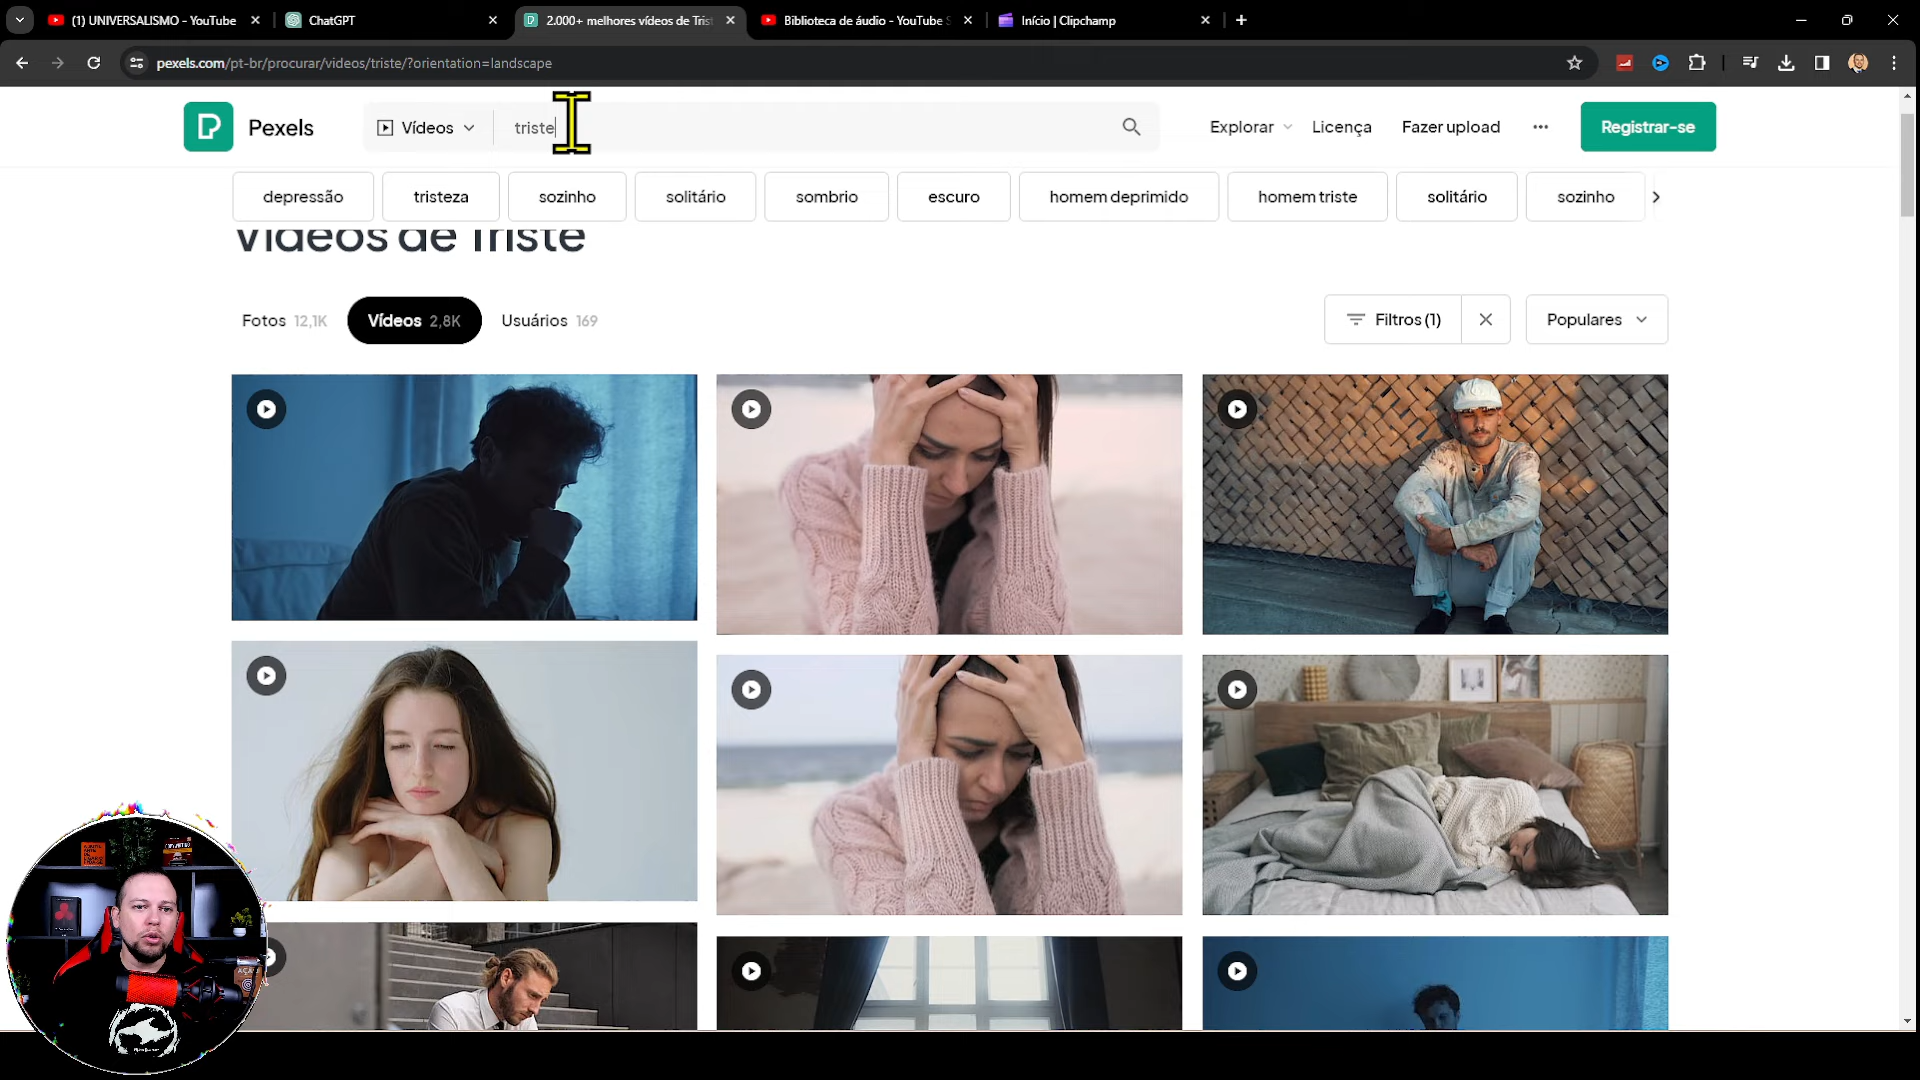 (1) UNIVERSALISMO - YouTube
ChatGPT
2.000+ melhores vídeos de Tris
Biblioteca de áudio - YouTube S
Início | Clipchamp
pexels.com/pt-br/procurar/videos/triste/?orientation=landscape
Pexels
Vídeos
triste
Explorar
Licença
Fazer upload
Registrar-se
depressão
tristeza
sozinho
solitário
sombrio
escuro
homem deprimido
homem triste
solitário
sozinho
Vídeos de Triste
Fotos 12,1K
Vídeos 2,8K
Usuários 169
Filtros (1)
Populares